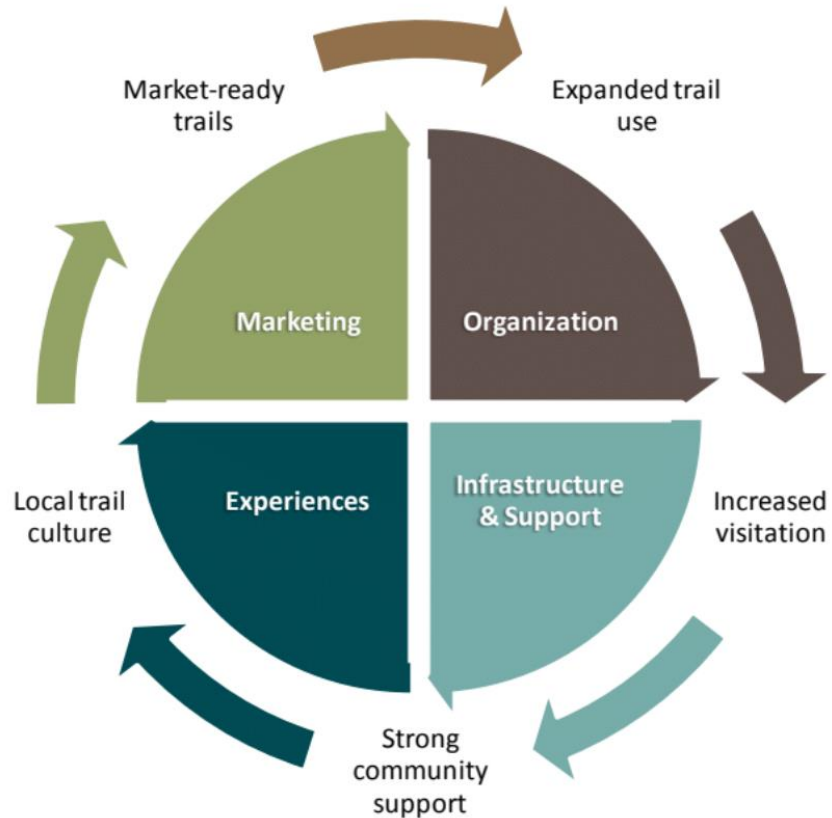 Market-ready
trails
Expanded trail
use
Marketing
Organization
Experiences
Infrastructure
& Support
Local trail
culture
Increased
visitation
Strong
community
support